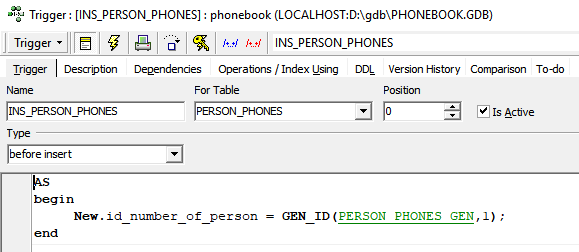 Trigger : [INS_PERSON_PHONES] : phonebook (LOCALHOST:D:\gdb\PHONEBOOK.GDB)
Trigger INS_PERSON_PHONES
Trigger Description Dependencies Operations / Index Using DDL Version History Comparison To-do
Name For Table Position
INS_PERSON_PHONES PERSON_PHONES 0 Is Active
Type
before insert
AS
begin
New.id_number_of_person = GEN_ID(PERSON_PHONES_GEN,1);
end